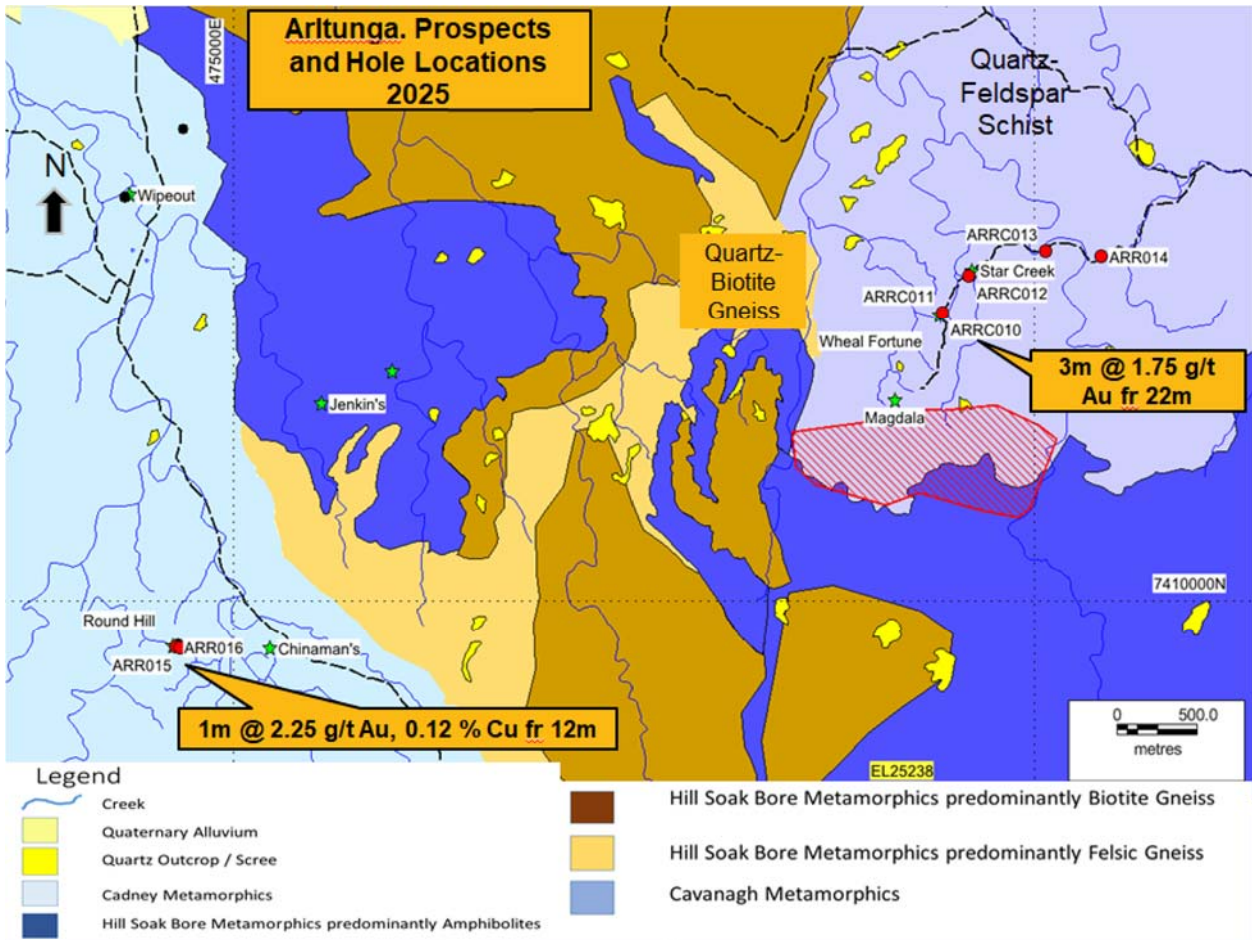 Arltunga. Prospects
and Hole Locations
2025
475000E
N
Wipeout
Quartz-
Feldspar
Schist
Quartz-
Biotite
Gneiss
ARRC013
ARR014
Star Creek
ARRC012
ARRC011
ARRC010
Wheal Fortune
3m @ 1.75 g/t
Au fr 22m
Magdala
Jenkin's
7410000N
Round Hill
ARR016
ARR015
Chinaman's
1m @ 2.25 g/t Au, 0.12 % Cu fr 12m
0 500.0
metres
EL25238
Legend
Creek
Quaternary Alluvium
Quartz Outcrop / Scree
Cadney Metamorphics
Hill Soak Bore Metamorphics predominantly Amphibolites
Hill Soak Bore Metamorphics predominantly Biotite Gneiss
Hill Soak Bore Metamorphics predominantly Felsic Gneiss
Cavanagh Metamorphics